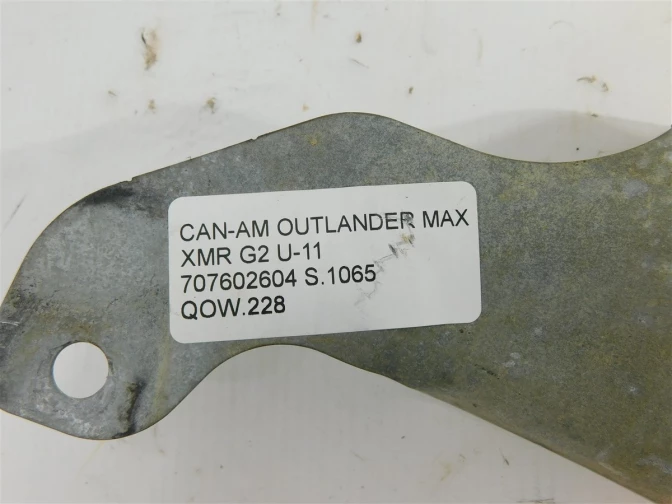 CAN-AM OUTLANDER MAX
XMR G2 U-11
707602604 S.1065
QOW.228